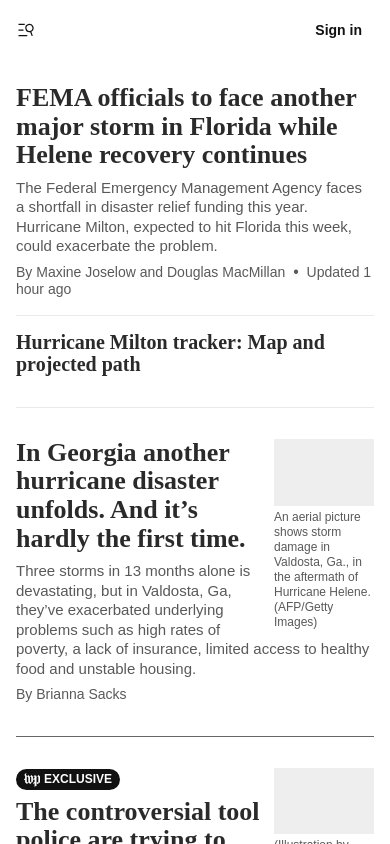 Sign in
FEMA officials to face another
major storm in Florida while
Helene recovery continues
The Federal Emergency Management Agency faces
a shortfall in disaster relief funding this year.
Hurricane Milton, expected to hit Florida this week,
could exacerbate the problem.
By Maxine Joselow and Douglas MacMillan • Updated 1
hour ago
Hurricane Milton tracker: Map and
projected path
In Georgia another
hurricane disaster
unfolds. And it’s
hardly the first time.
An aerial picture
shows storm
damage in
Valdosta, Ga., in
the aftermath of
Hurricane Helene.
(AFP/Getty
Images)
Three storms in 13 months alone is
devastating, but in Valdosta, Ga,
they’ve exacerbated underlying
problems such as high rates of
poverty, a lack of insurance, limited access to healthy
food and unstable housing.
By Brianna Sacks
wp EXCLUSIVE
The controversial tool
police are trying to
(Illustration by